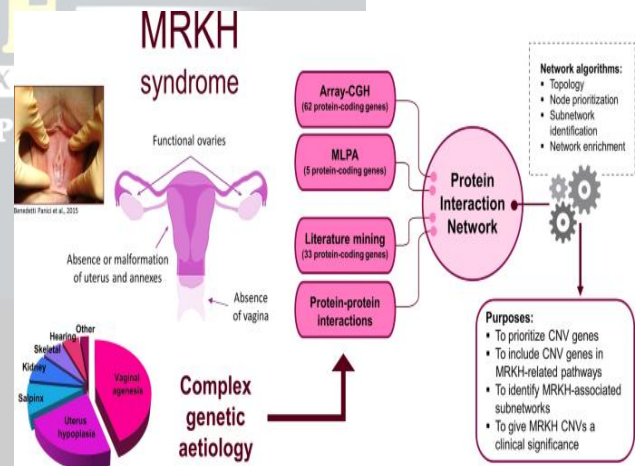 MRKH
syndrome
Benedetti Panici et al., 2015
Functional ovaries
Absence or malformation
of uterus and annexes
Absence
of vagina
Other
Hearing
Skeletal
Kidney
Salpinx
Vaginal
agenesis
Uterus
hypoplasia
Complex
genetic
aetiology
Array-CGH
(62 protein-coding genes)
MLPA
(5 protein-coding genes)
Literature mining
(33 protein-coding genes)
Protein-protein
interactions
Protein
Interaction
Network
Network algorithms:
• Topology
• Node prioritization
• Subnetwork
identification
• Network enrichment
Purposes:
▪ To prioritize CNV genes
▪ To include CNV genes in
MRKH-related pathways
▪ To identify MRKH-associated
subnetworks
▪ To give MRKH CNVs a
clinical significance